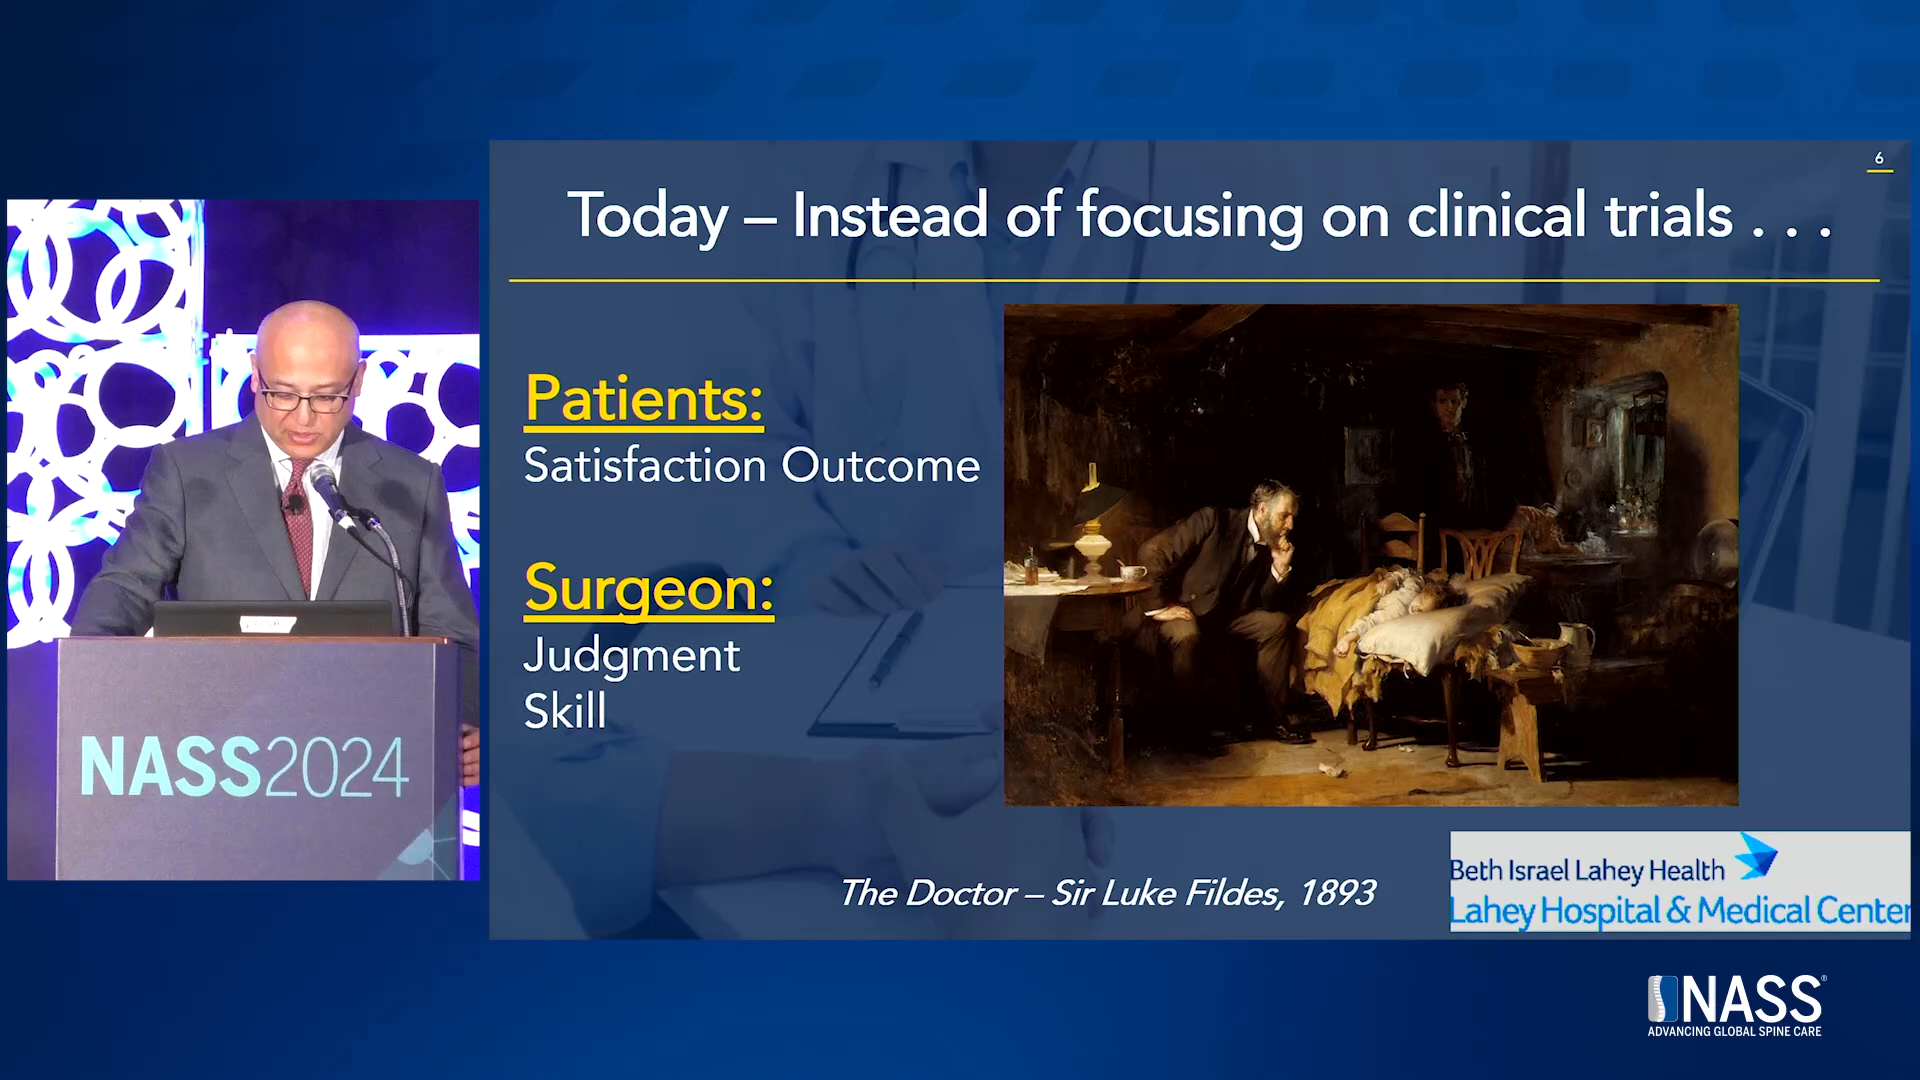 6
Today – Instead of focusing on clinical trials . . .
Patients:
Satisfaction Outcome
Surgeon:
Judgment
Skill
The Doctor – Sir Luke Fildes, 1893
Beth Israel Lahey Health
Lahey Hospital & Medical Center
NASS2024
NASS®
ADVANCING GLOBAL SPINE CARE